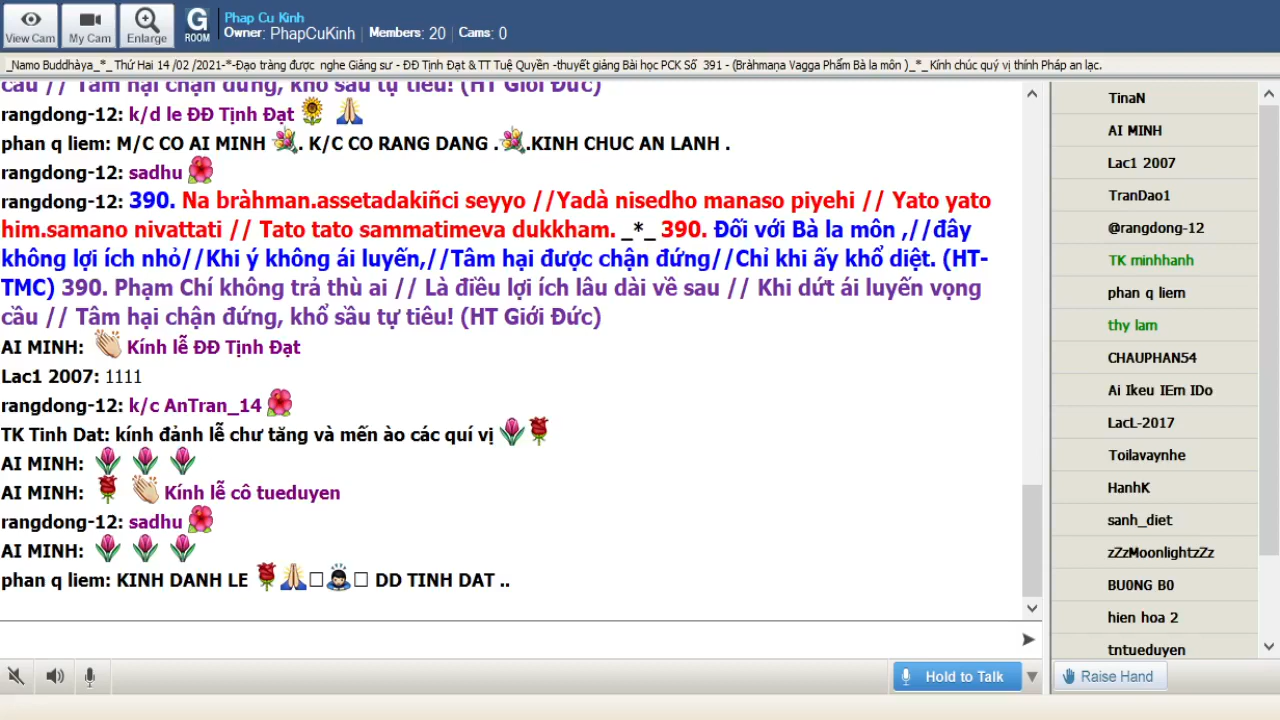 View Cam
My Cam
Enlarge
G
ROOM
Phap Cu Kinh
Owner: PhapCuKinh Members: 20 Cams: 0
_Namo Buddhàya_*_ Thứ Hai 14 /02 /2021-*-Đạo tràng được nghe Giảng sư - ĐĐ Tịnh Đạt & TT Tuệ Quyền -thuyết giảng Bài học PCK Số 391 - (Bràhmaṇa Vagga Phẩm Bà la môn )_*_ Kính chúc quý vị thính Pháp an lạc.
cầu // Tâm hại chận đứng, khổ sầu tự tiêu! (HT Giới Đức)
rangdong-12: k/d le ĐĐ Tịnh Đạt
phan q liem: M/C CO AI MINH . K/C CO RANG DANG . .KINH CHUC AN LANH .
rangdong-12: sadhu
rangdong-12: 390. Na bràhman.assetadakiñci seyyo //Yadà nisedho manaso piyehi // Yato yato
him.samano nivattati // Tato tato sammatimeva dukkham. _*_ 390. Đối với Bà la môn ,//đây
không lợi ích nhỏ//Khi ý không ái luyến,//Tâm hại được chận đứng//Chỉ khi ấy khổ diệt. (HT-
TMC) 390. Phạm Chí không trả thù ai // Là điều lợi ích lâu dài về sau // Khi dứt ái luyến vọng
cầu // Tâm hại chận đứng, khổ sầu tự tiêu! (HT Giới Đức)
AI MINH: Kính lễ ĐĐ Tịnh Đạt
Lac1 2007: 1111
rangdong-12: k/c AnTran_14
TK Tinh Dat: kính đảnh lễ chư tăng và mến ào các quí vị
AI MINH:
AI MINH: Kính lễ cô tueduyen
rangdong-12: sadhu
AI MINH:
phan q liem: KINH DANH LE DD TINH DAT ..
Hold to Talk
TinaN
AI MINH
Lac1 2007
TranDao1
@rangdong-12
TK minhhanh
phan q liem
thy lam
CHAUPHAN54
Ai Ikeu IEm IDo
LacL-2017
Toilavaynhe
HanhK
sanh_diet
zZzMoonlightzZz
BU0NG B0
hien hoa 2
tntueduyen
Raise Hand